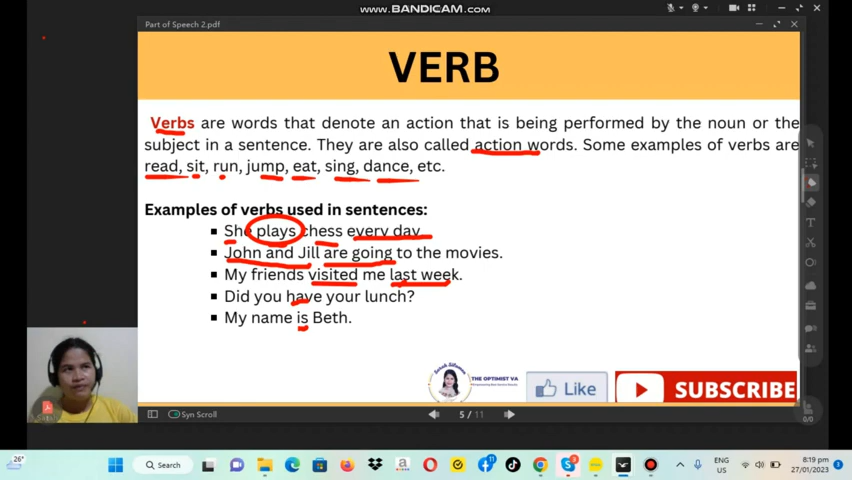 WWW.BANDICAM.COM
Part of Speech 2.pdf
VERB
Verbs are words that denote an action that is being performed by the noun or the
subject in a sentence. They are also called action words. Some examples of verbs are
read, sit, run, jump, eat, sing, dance, etc.
Examples of verbs used in sentences:
She plays chess every day
John and Jill are going to the movies.
My friends visited me last week.
Did you have your lunch?
My name is Beth.
THE OPTIMIST VA
Like
SUBSCRIBE
Syn Scroll
5 / 11
26°
Search
ENG
US
8:19 pm
27/01/2023